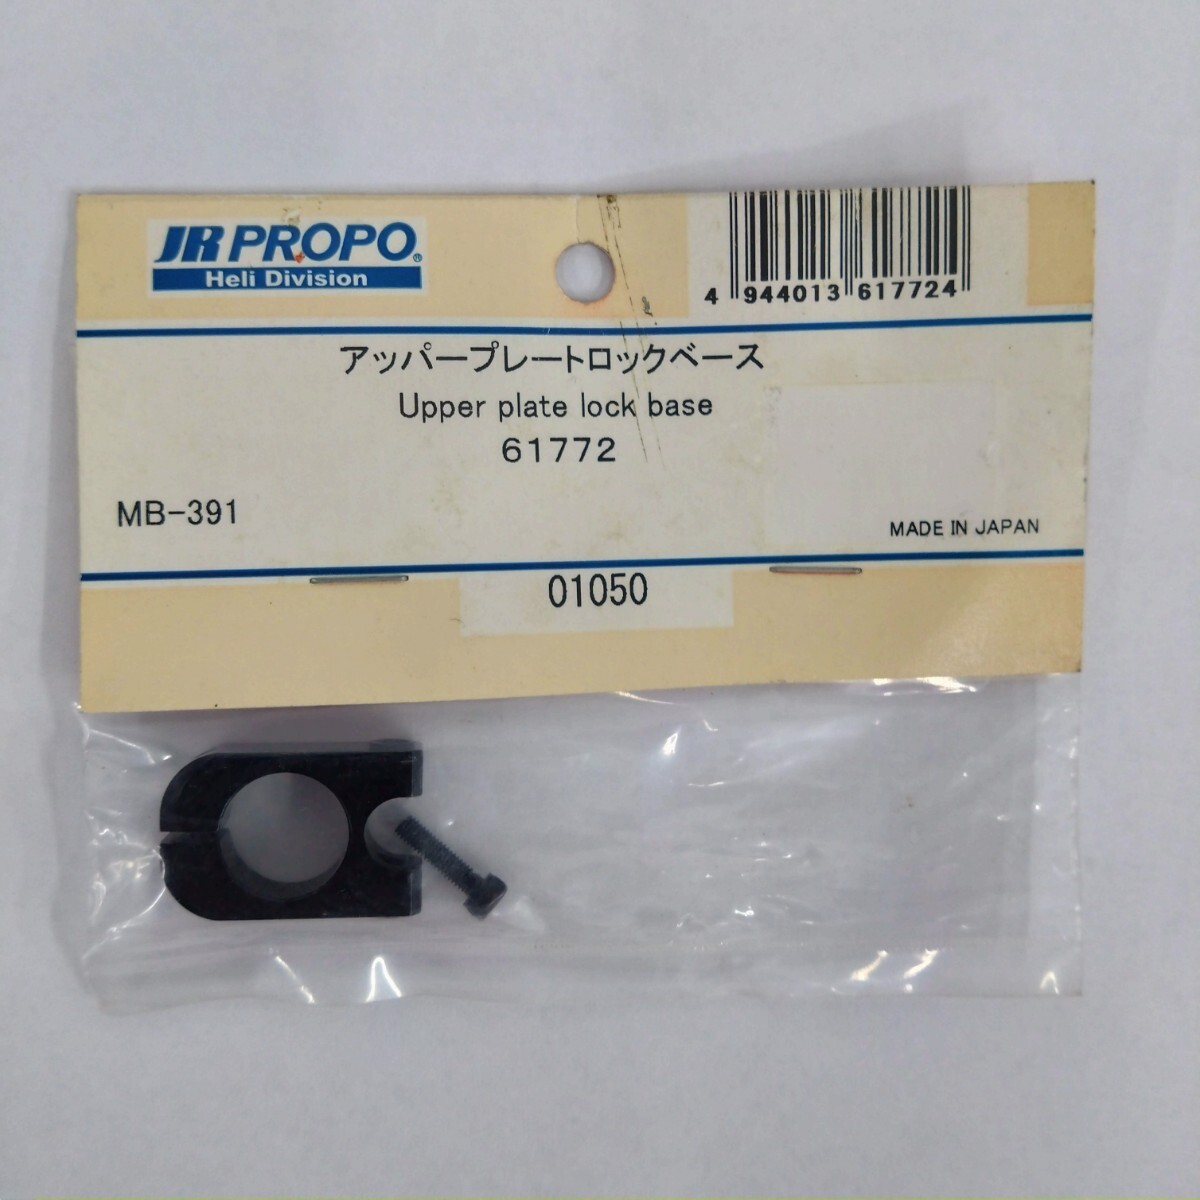 JR PROPO®
Heli Division
4 944013 617724
アッパープレートロックベース
Upper plate lock base
61772
MB-391
MADE IN JAPAN
01050